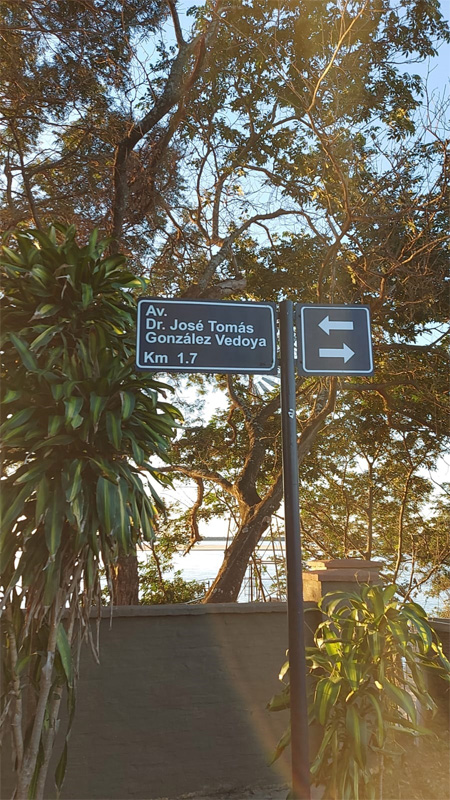 Av.
Dr. José Tomás
González Vedoya
Km 1.7